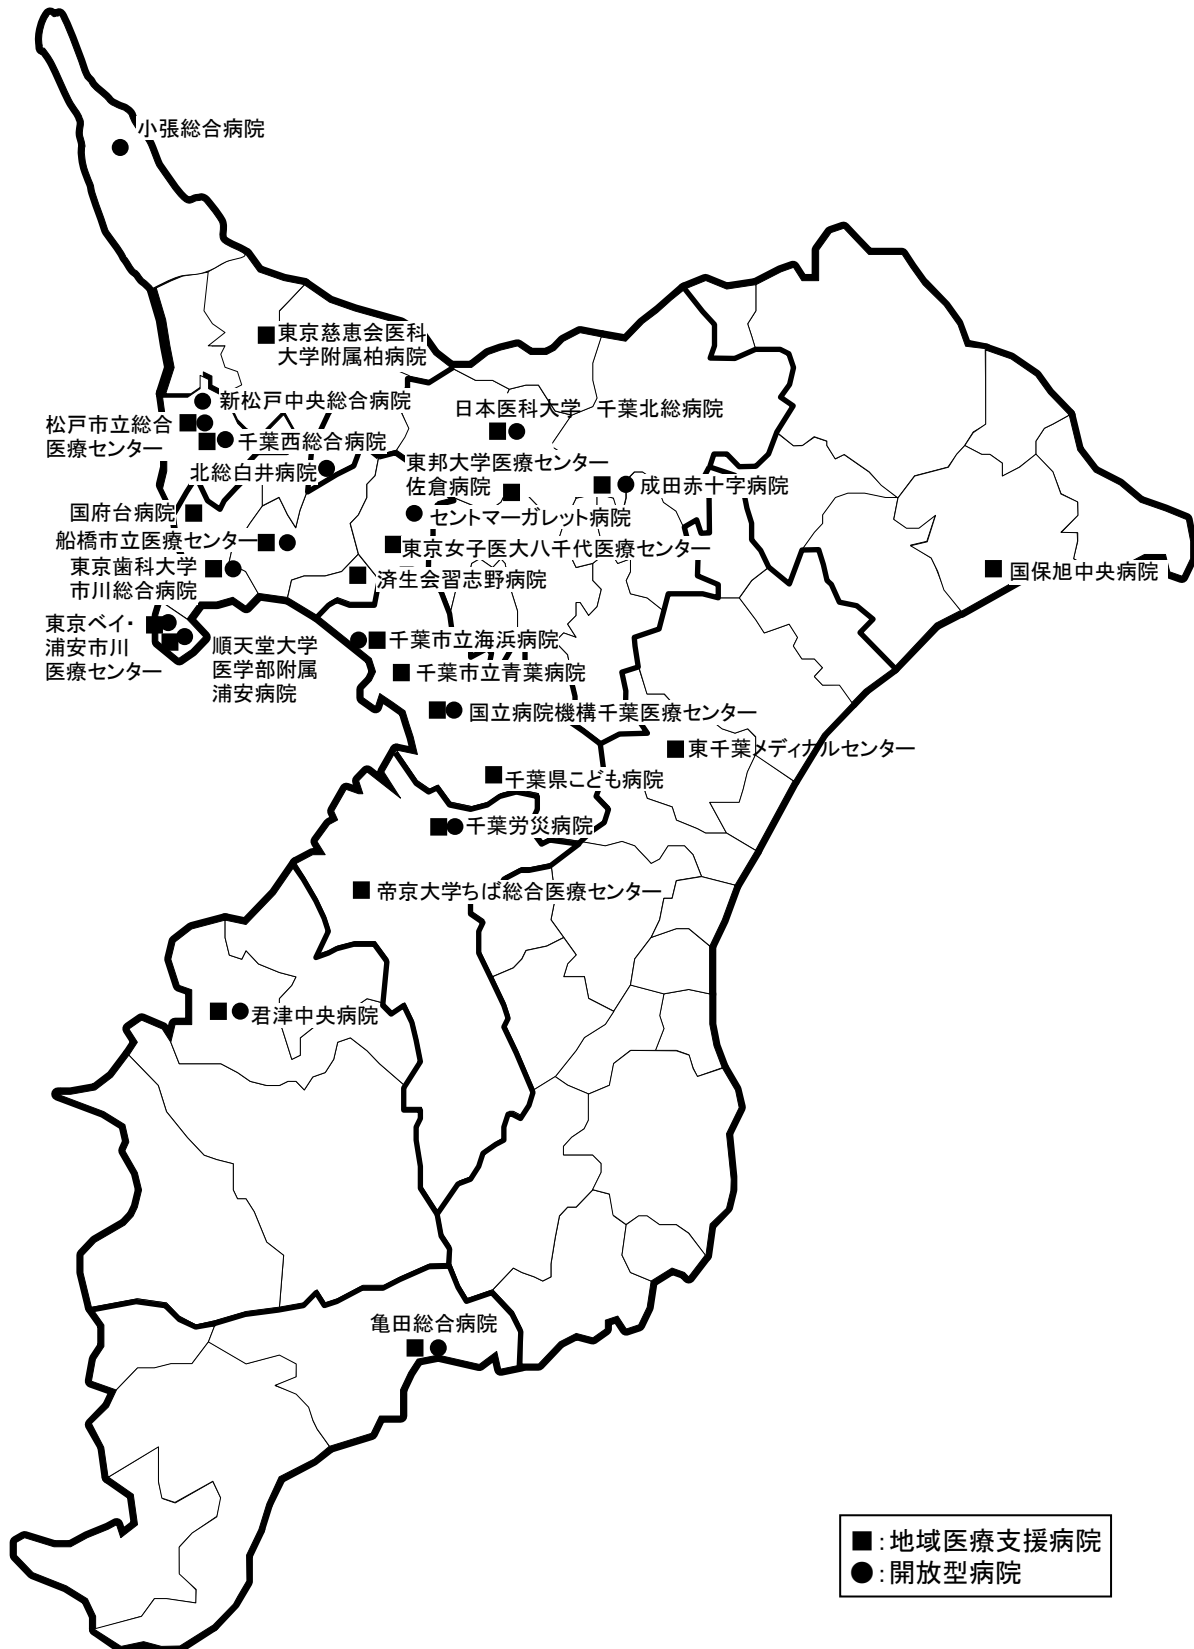 小張総合病院
東京慈恵会医科
大学附属柏病院
新松戸中央総合病院
松戸市立総合
医療センター
千葉西総合病院
北総白井病院
日本医科大学 千葉北総病院
東邦大学医療センター
佐倉病院
成田赤十字病院
国府台病院
セントマーガレット病院
船橋市立医療センター
東京女子医大八千代医療センター
東京歯科大学
市川総合病院
済生会習志野病院
国保旭中央病院
東京ベイ・
浦安市川
医療センター
順天堂大学
医学部附属
浦安病院
千葉市立海浜病院
千葉市立青葉病院
国立病院機構千葉医療センター
東千葉メディカルセンター
千葉県こども病院
千葉労災病院
帝京大学ちば総合医療センター
君津中央病院
亀田総合病院
■:地域医療支援病院
●:開放型病院